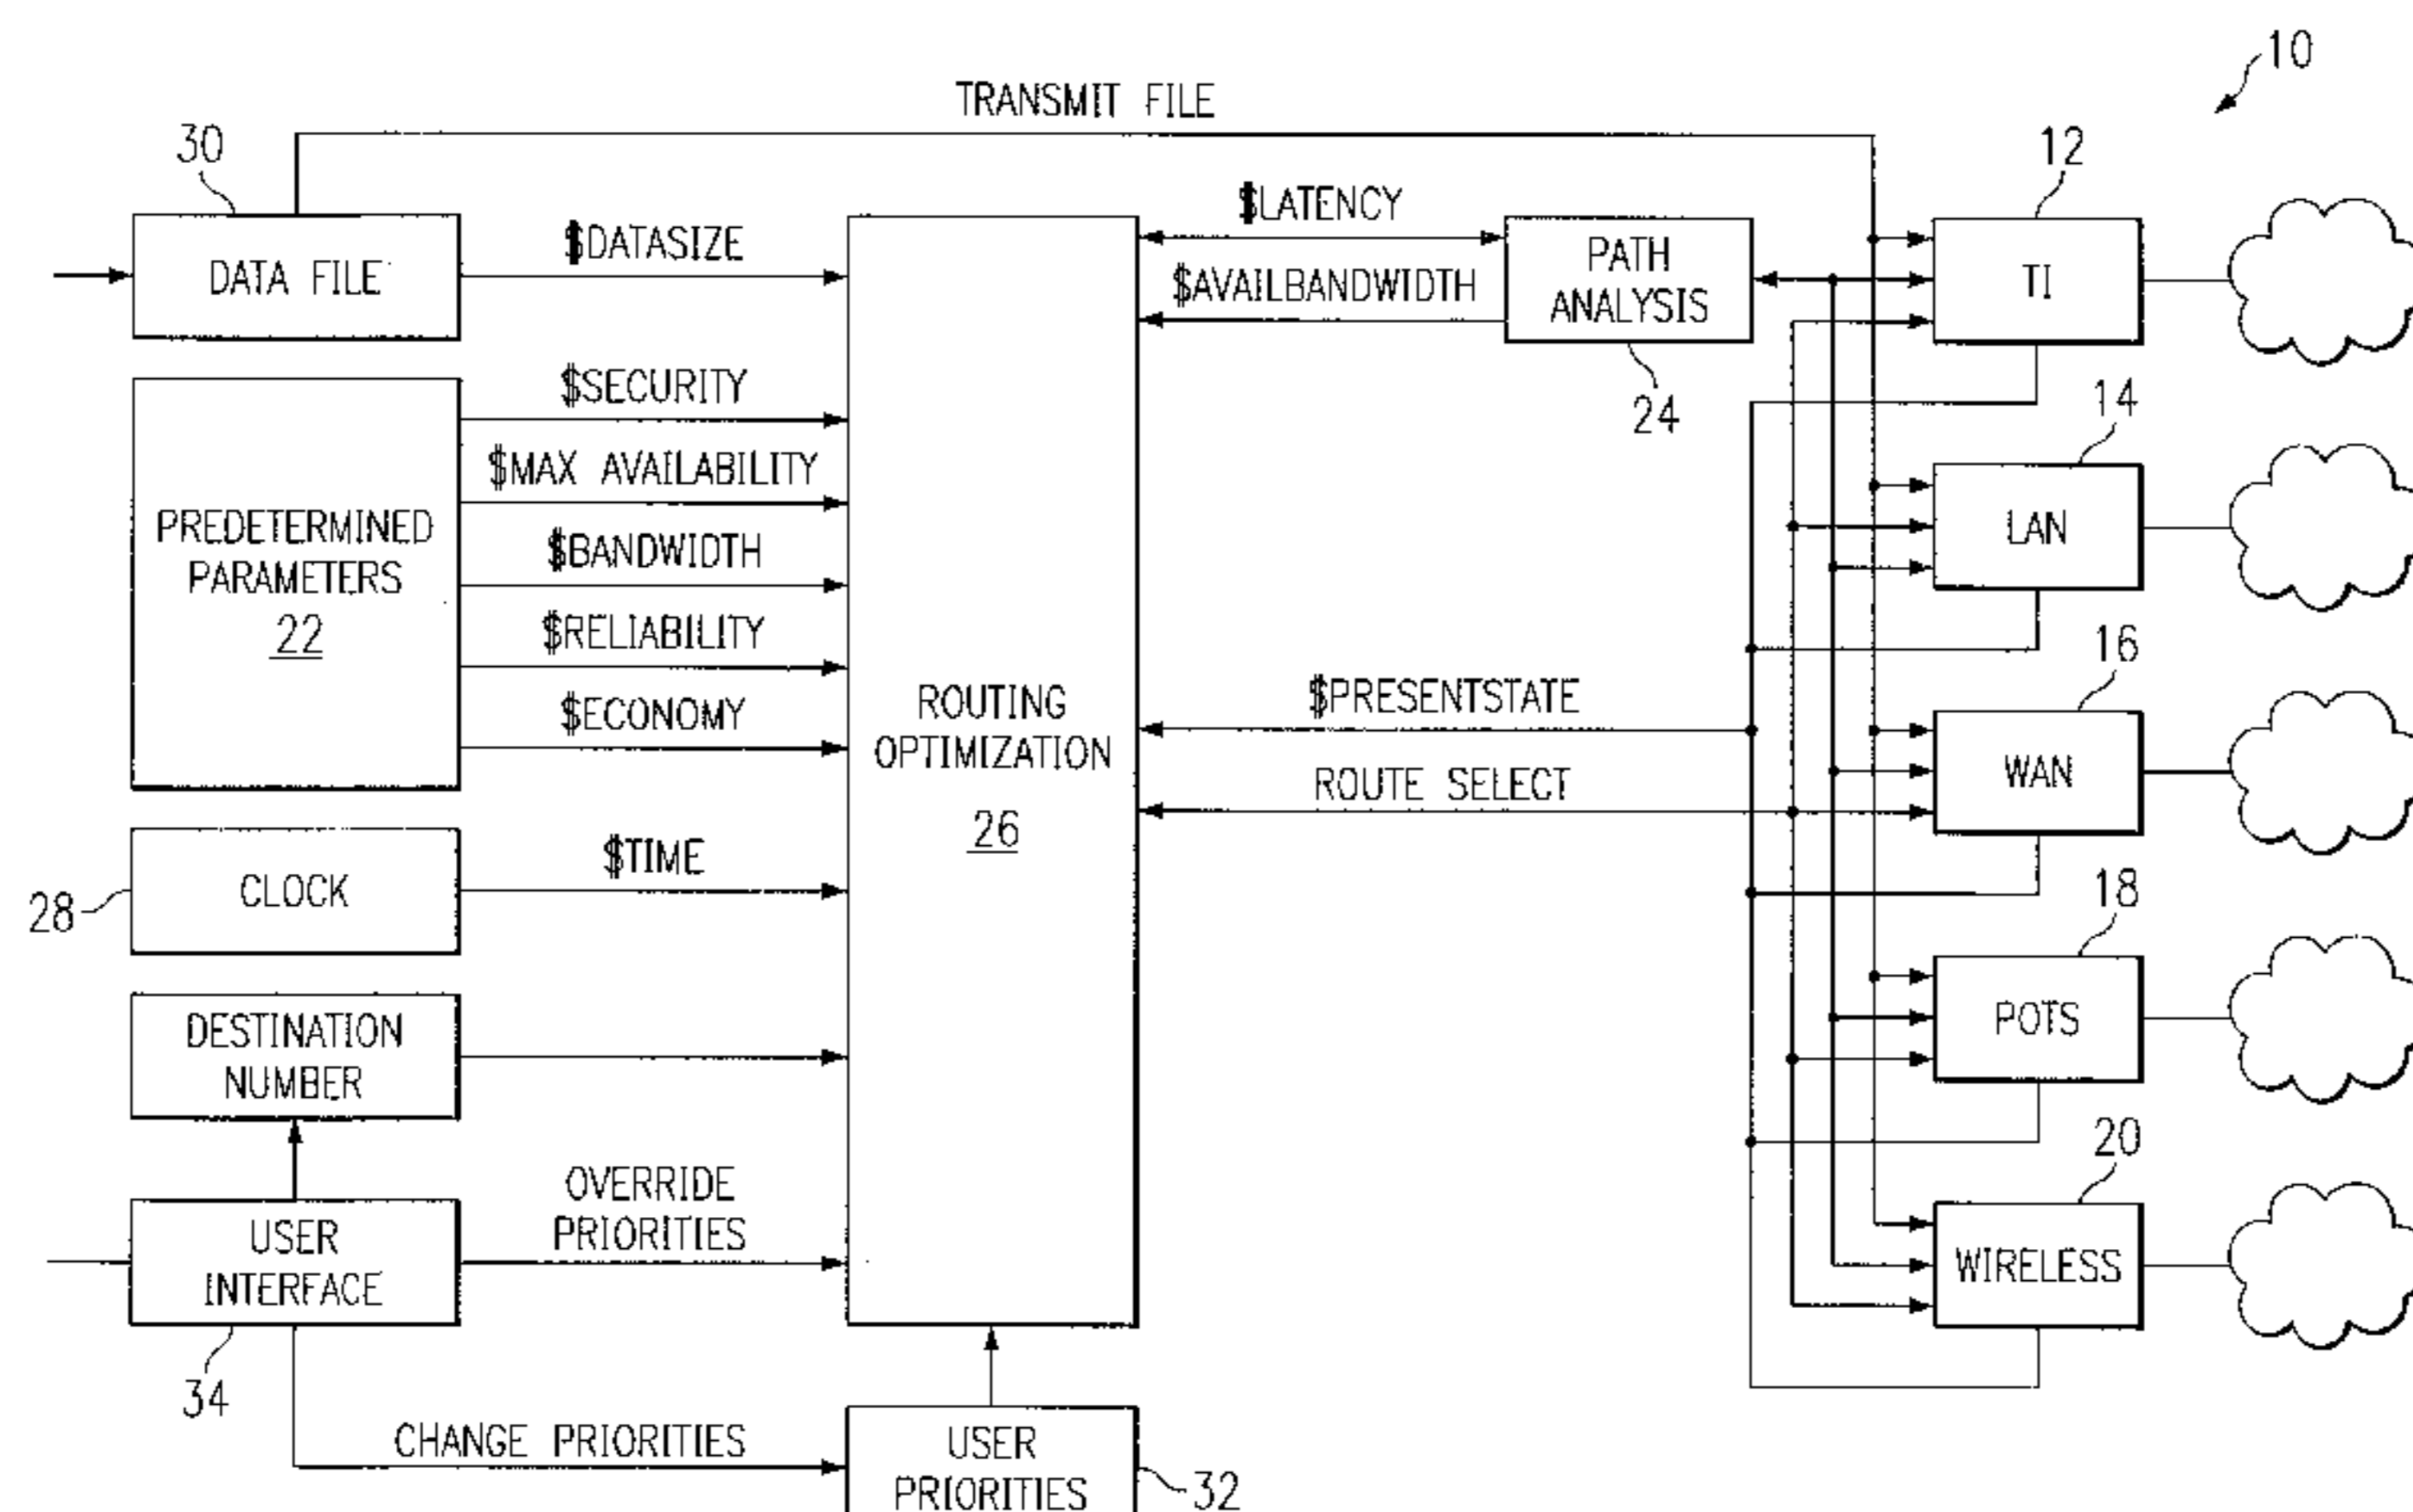 10
TRANSMIT FILE
30
12
$LATENCY
$DATASIZE
DATA FILE
PATH
ANALYSIS
$AVAILBANDWIDTH
TI
24
14
$SECURITY
$MAX AVAILABILITY
PREDETERMINED
PARAMETERS
22
$BANDWIDTH
$RELIABILITY
$ECONOMY
LAN
16
ROUTING
OPTIMIZATION
26
$PRESENTSTATE
ROUTE SELECT
WAN
18
28
CLOCK
$TIME
POTS
DESTINATION
NUMBER
20
OVERRIDE
PRIORITIES
USER
INTERFACE
34
WIRELESS
CHANGE PRIORITIES
USER
PRIORITIES
32